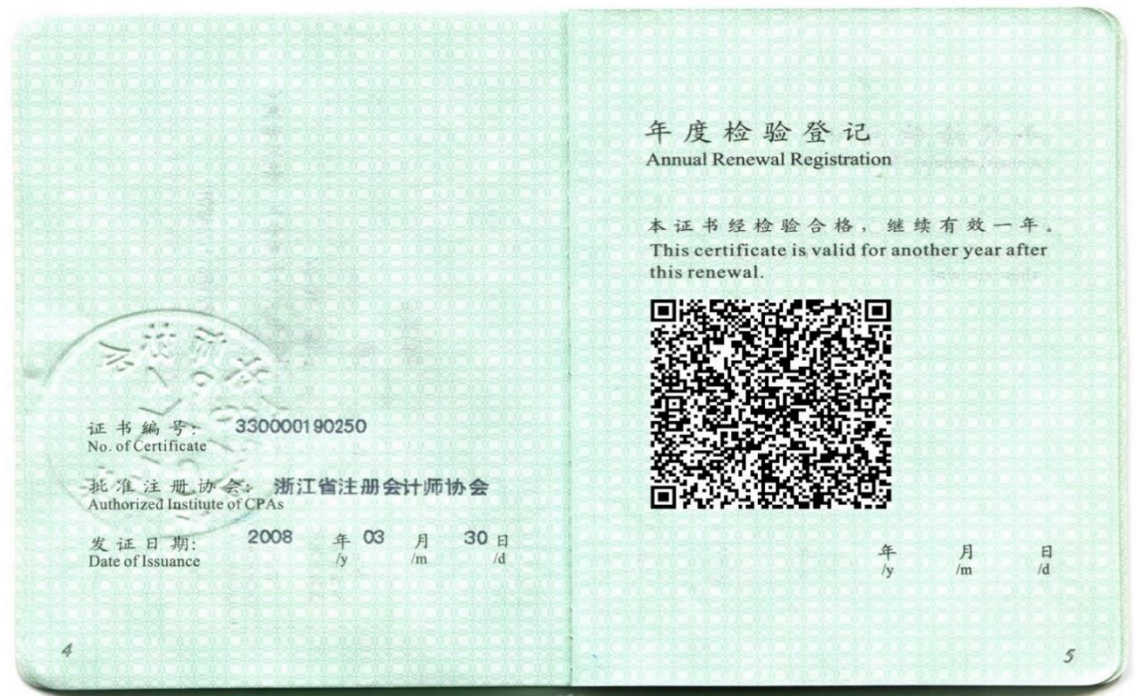 证书编号: 330000190250
No. of Certificate
批准注册协会: 浙江省注册会计师协会
Authorized Institute of CPAs
发证日期: 2008 年 03 月 30 日
Date of Issuance /y /m /d
4
年度检验登记
Annual Renewal Registration
本证书经检验合格，继续有效一年。
This certificate is valid for another year after
this renewal.
年 月 日
/y /m /d
5